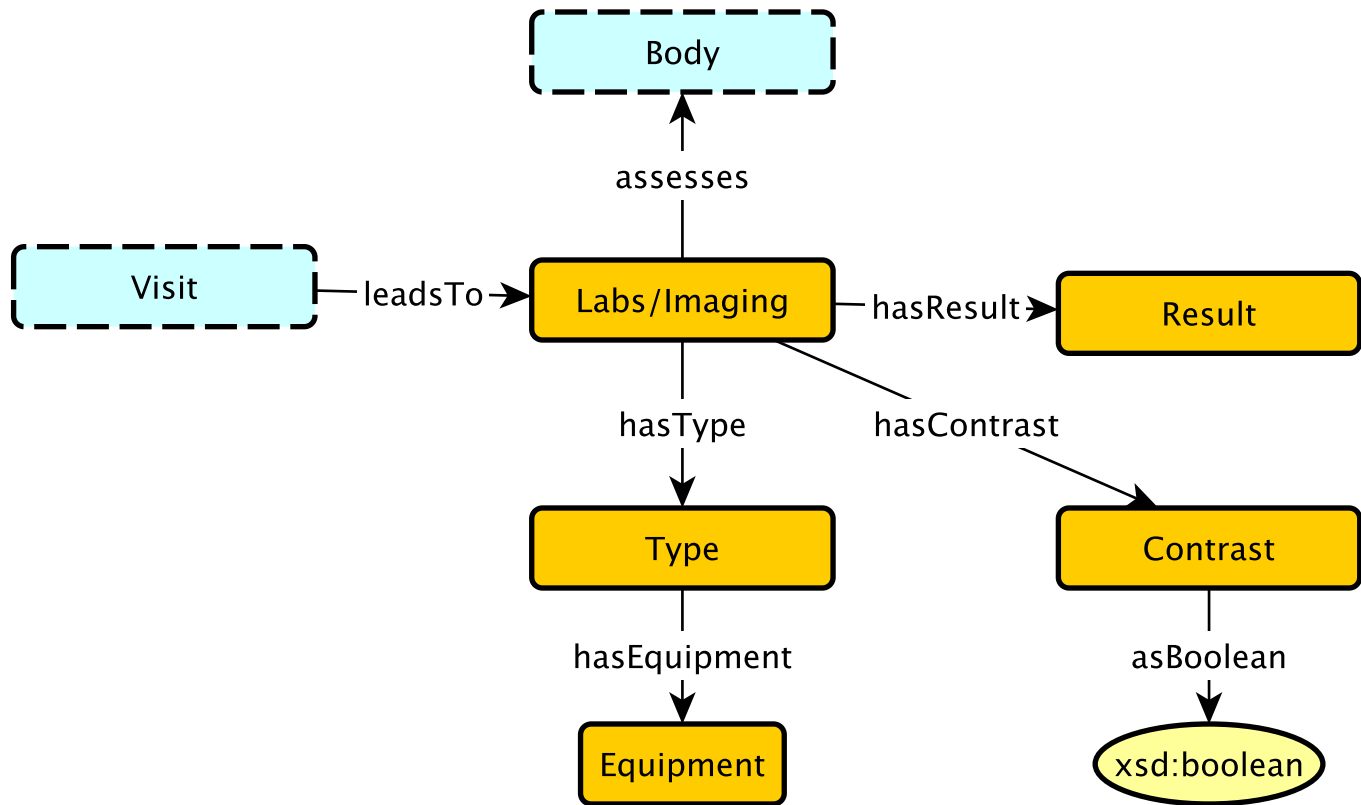 Body
assesses
Visit
leadsTo
Labs/Imaging
hasResult
Result
hasType
hasContrast
Type
Contrast
hasEquipment
asBoolean
Equipment
xsd:boolean